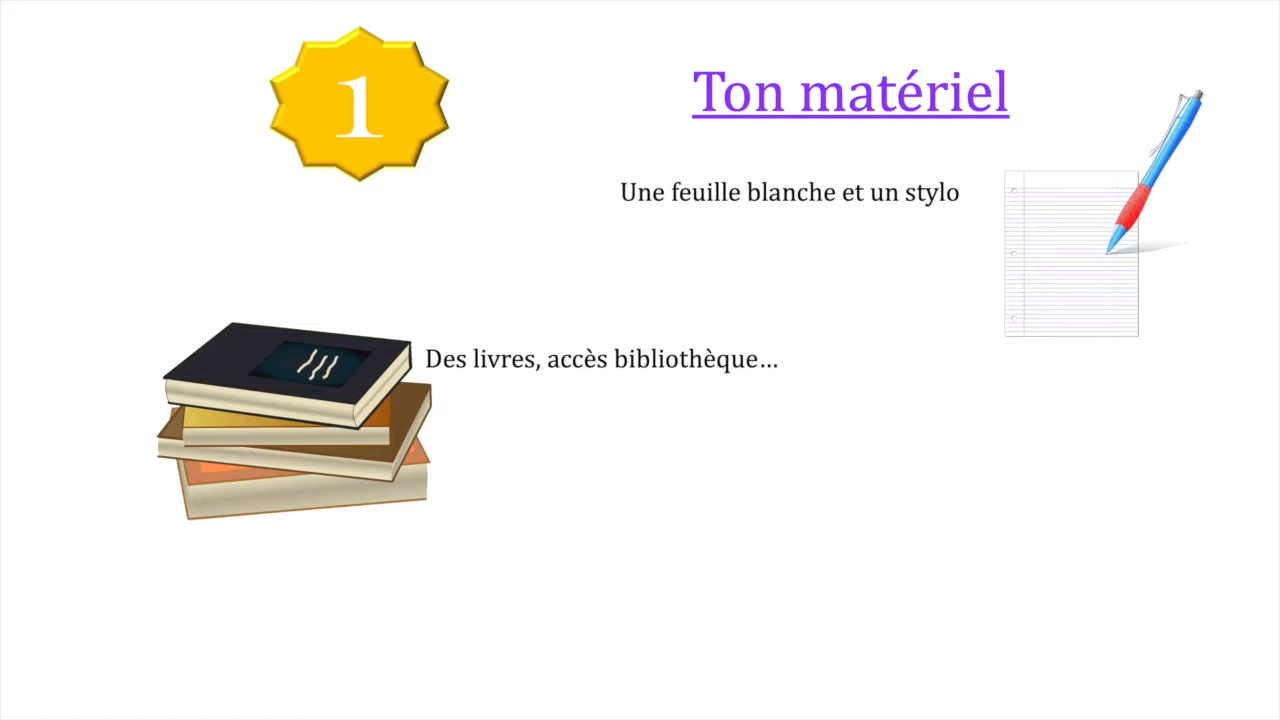 1
Ton matériel
Une feuille blanche et un stylo
Des livres, accès bibliothèque…